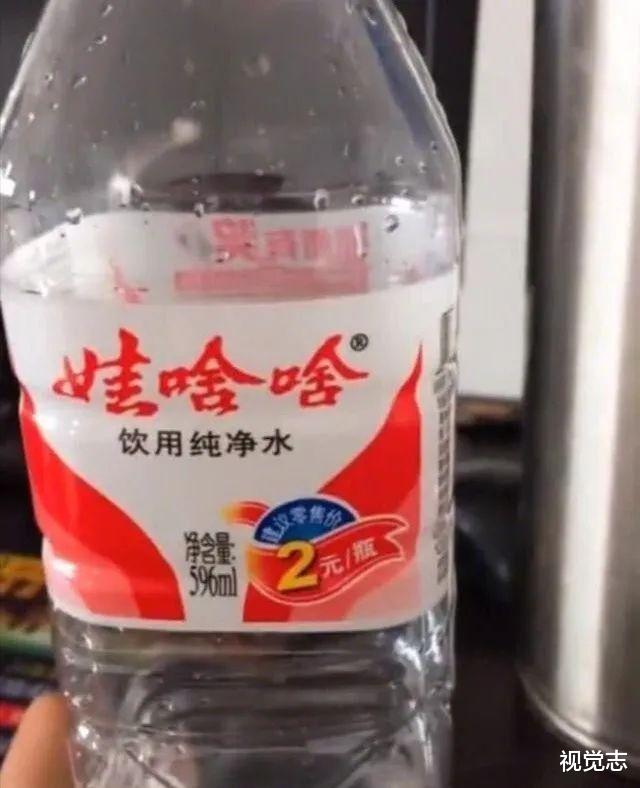 娃啥啥®
饮用纯净水
建议零售价
2元/瓶
净含量:
596ml
视觉志